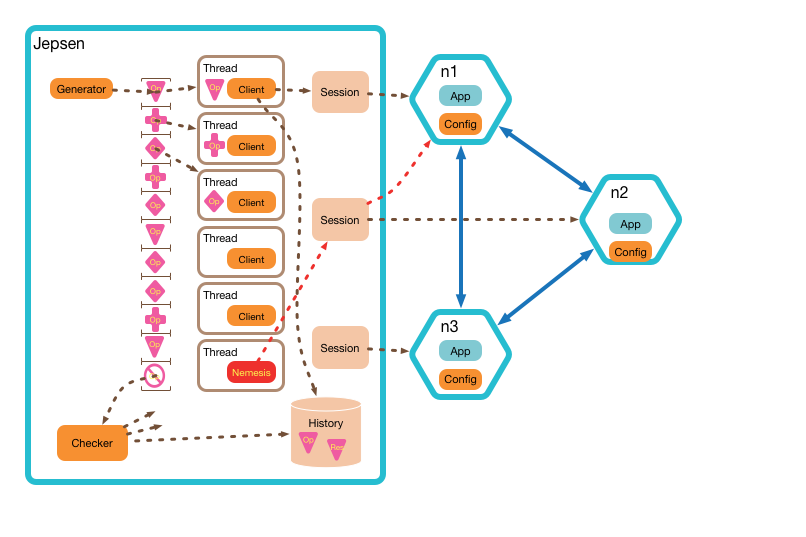 Jepsen
Generator
Op
Op
Op
Op
Op
Op
Op
Op
Op
Op
Thread
Op
Client
Thread
Op
Client
Thread
Op
Client
Thread
Client
Thread
Client
Thread
Nemesis
Session
Session
Session
Checker
History
Op
Res
n1
App
Config
n2
App
Config
n3
App
Config